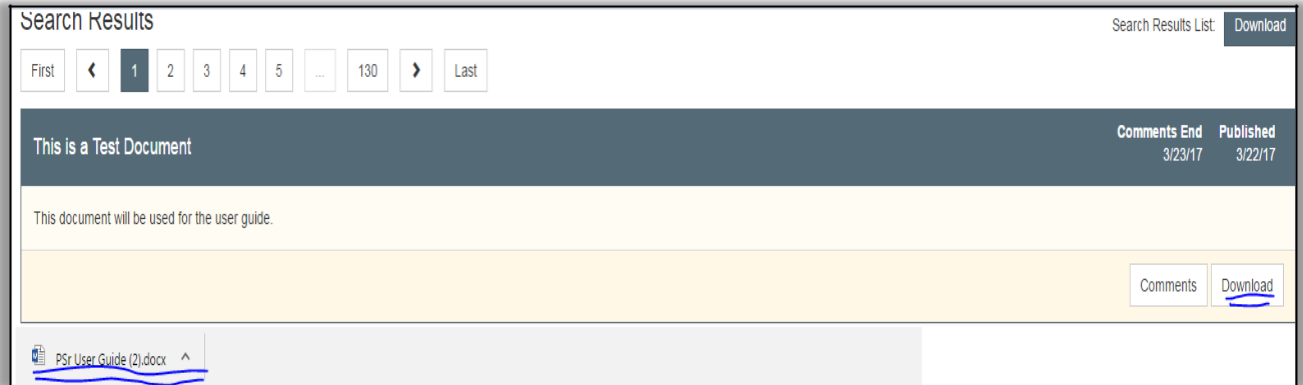 Search Results
Search Results List: Download
First 1 2 3 4 5 ... 130 Last
This is a Test Document
Comments End Published
3/23/17 3/22/17
This document will be used for the user guide.
Comments Download
PSr User Guide (2).docx